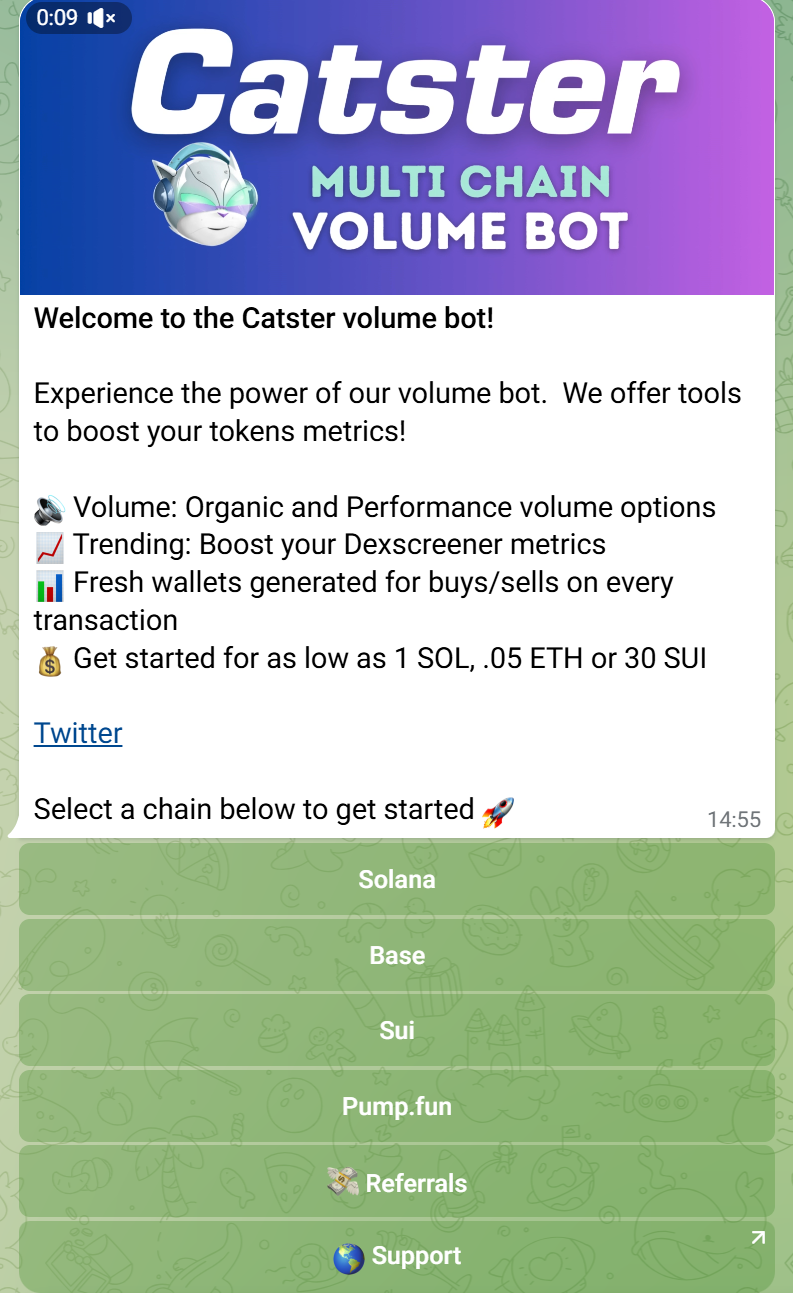 0:09
Catster
MULTI CHAIN
VOLUME BOT
Welcome to the Catster volume bot!
Experience the power of our volume bot.  We offer tools
to boost your tokens metrics!
🔊 Volume: Organic and Performance volume options
📈 Trending: Boost your Dexscreener metrics
📊 Fresh wallets generated for buys/sells on every
transaction
💰 Get started for as low as 1 SOL, .05 ETH or 30 SUI
Twitter
Select a chain below to get started 🚀
14:55
Solana
Base
Sui
Pump.fun
💸 Referrals
🌎 Support